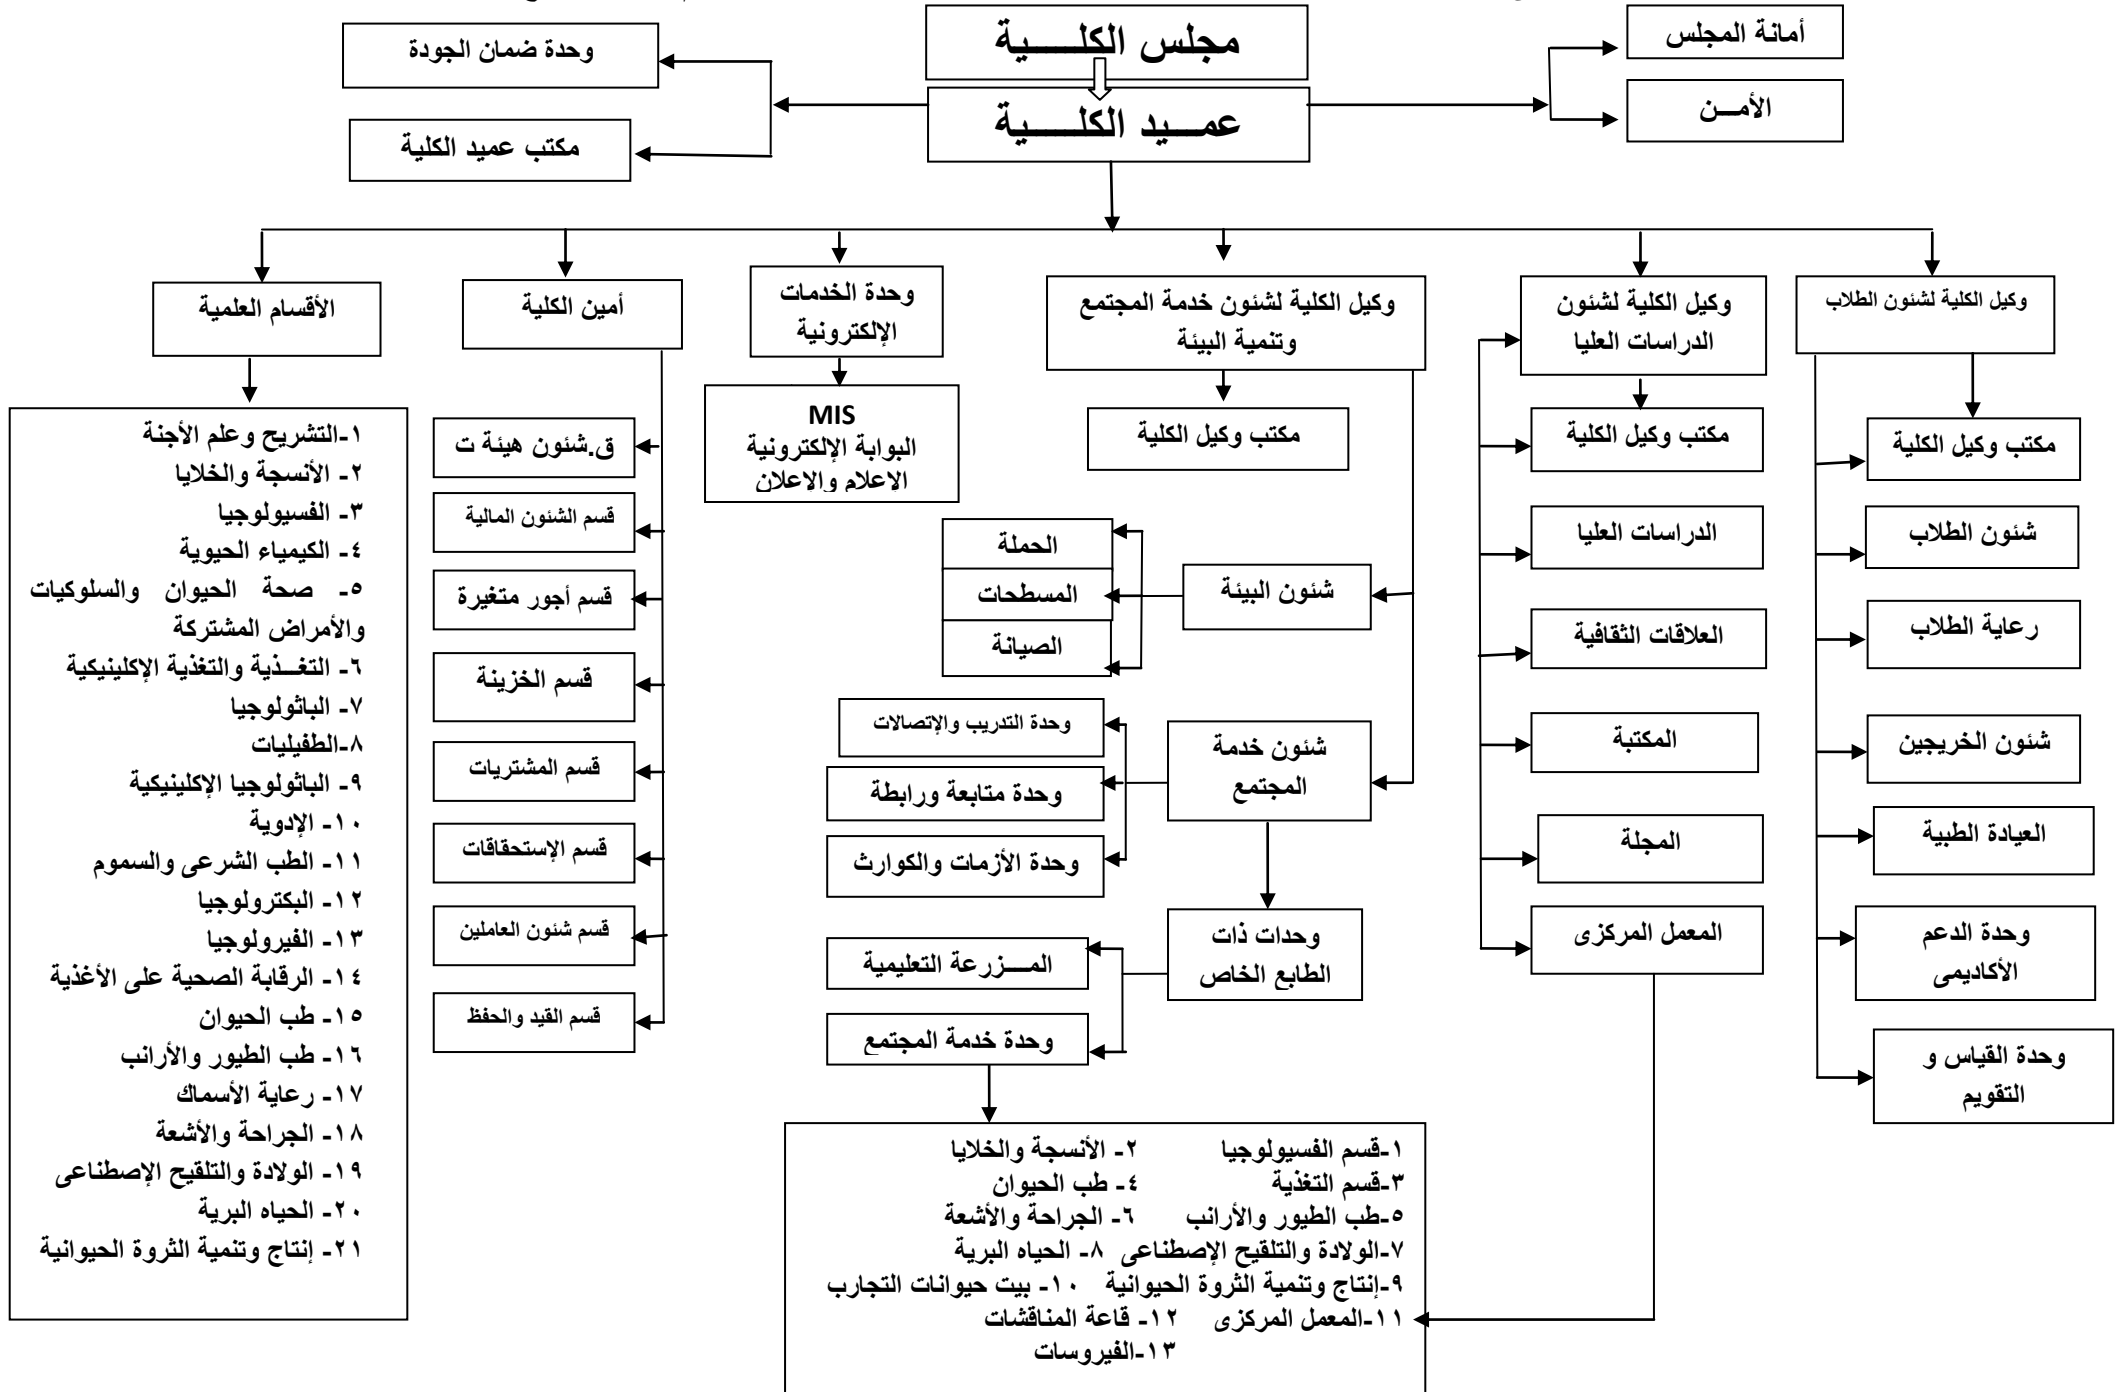 مجلس الكلـــــية
عمـــــيد الكلـــــية
أمانة المجلس
الأمـــن
وحدة ضمان الجودة
مكتب عميد الكلية
وكيل الكلية لشئون الطلاب
وكيل الكلية لشئون
الدراسات العليا
وكيل الكلية لشئون خدمة المجتمع
وتنمية البيئة
وحدة الخدمات
الإلكترونية
أمين الكلية
الأقسام العلمية
مكتب وكيل الكلية
شئون الطلاب
رعاية الطلاب
شئون الخريجين
العيادة الطبية
وحدة الدعم
الأكاديمى
وحدة القياس و
التقويم
مكتب وكيل الكلية
الدراسات العليا
العلاقات الثقافية
المكتبة
المجلة
المعمل المركزى
مكتب وكيل الكلية
شئون البيئة
الحملة
المسطحات
الصيانة
شئون خدمة
المجتمع
وحدة التدريب والإتصالات
وحدة متابعة ورابطة
وحدة الأزمات والكوارث
وحدات ذات
الطابع الخاص
المـــزرعة التعليمية
وحدة خدمة المجتمع
١-قسم الفسيولوجيا ٢- الأنسجة والخلايا
٣-قسم التغذية ٤- طب الحيوان
٥-طب الطيور والأرانب ٦- الجراحة والأشعة
٧-الولادة والتلقيح الإصطناعى ٨- الحياه البرية
٩-إنتاج وتنمية الثروة الحيوانية ١٠- بيت حيوانات التجارب
١١-المعمل المركزى ١٢- قاعة المناقشات
١٣-الفيروسات
MIS
البوابة الإلكترونية
الاعلام والاعلان
ق.شئون هيئة ت
قسم الشئون المالية
قسم أجور متغيرة
قسم الخزينة
قسم المشتريات
قسم الإستحقاقات
قسم شئون العاملين
قسم القيد والحفظ
١-التشريح وعلم الأجنة
٢- الأنسجة والخلايا
٣- الفسيولوجيا
٤- الكيمياء الحيوية
٥- صحة الحيوان والسلوكيات
والأمراض المشتركة
٦- التغـــذية والتغذية الإكلينيكية
٧- الباثولوجيا
٨-الطفيليات
٩- الباثولوجيا الإكلينيكية
١٠- الإدوية
١١- الطب الشرعى والسموم
١٢- البكترولوجيا
١٣- الفيرولوجيا
١٤- الرقابة الصحية على الأغذية
١٥- طب الحيوان
١٦- طب الطيور والأرانب
١٧- رعاية الأسماك
١٨- الجراحة والأشعة
١٩- الولادة والتلقيح الإصطناعى
٢٠- الحياه البرية
٢١- إنتاج وتنمية الثروة الحيوانية